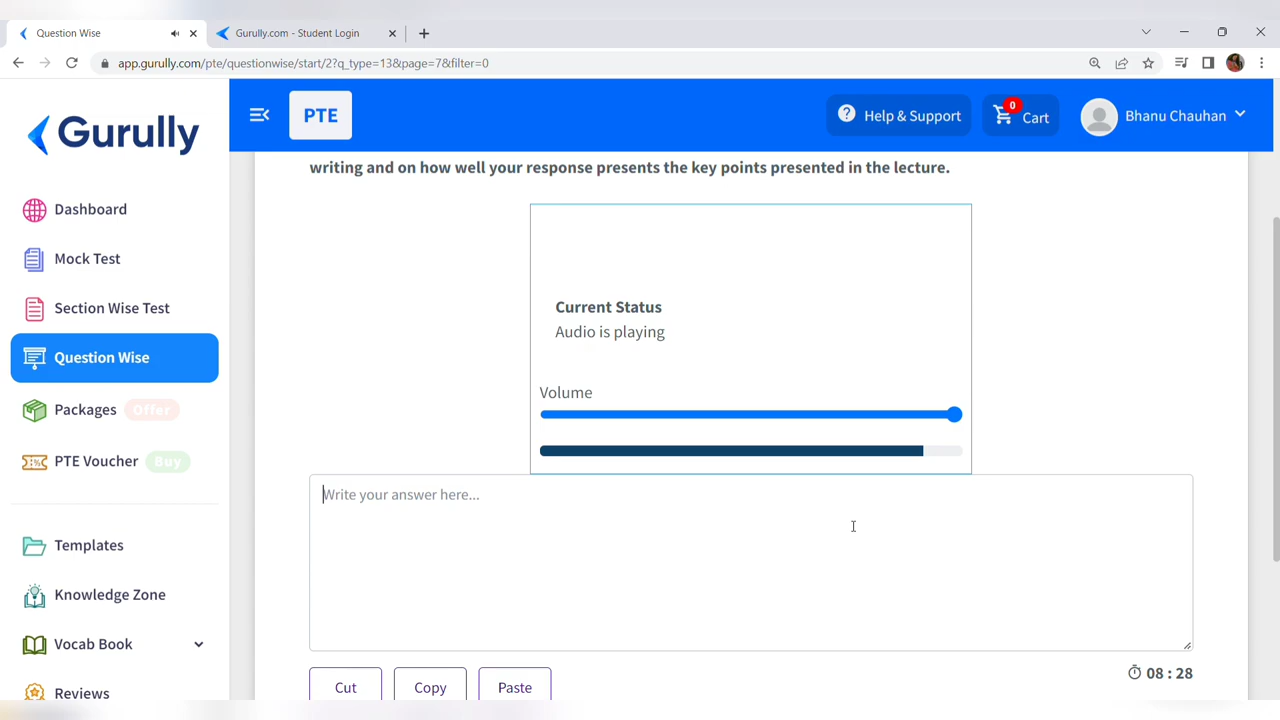 Question Wise
Gurully.com - Student Login
app.gurully.com/pte/questionwise/start/2?q_type=13&page=7&filter=0
Gurully
PTE
Help & Support
0
Cart
Bhanu Chauhan
writing and on how well your response presents the key points presented in the lecture.
Dashboard
Mock Test
Section Wise Test
Question Wise
Packages Offer
PTE Voucher Buy
Templates
Knowledge Zone
Vocab Book
Reviews
Current Status
Audio is playing
Volume
Write your answer here...
08 : 28
Cut
Copy
Paste